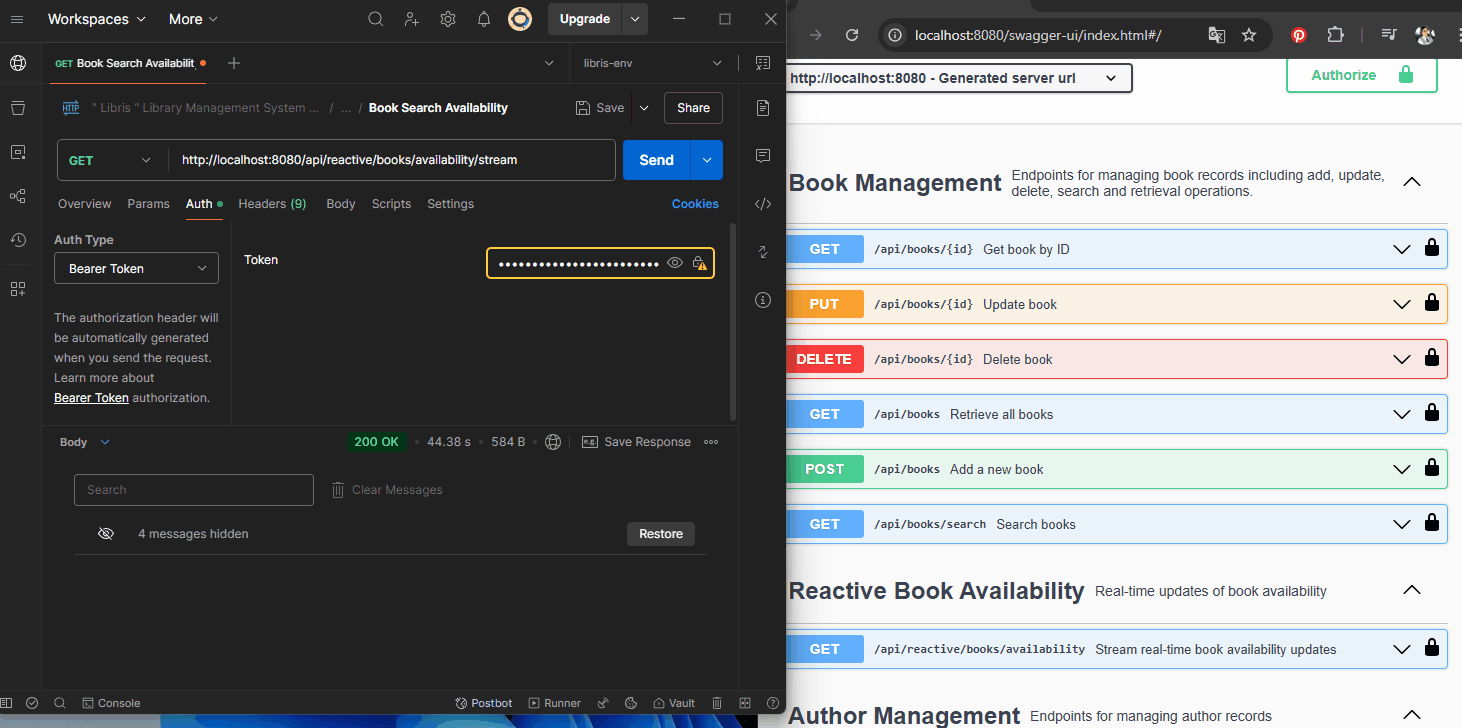 Workspaces More Upgrade
GET Book Search Availabilit libris-env
HTTP " Libris " Library Management System ... / ... / Book Search Availability Save Share
GET http://localhost:8080/api/reactive/books/availability/stream Send
Overview Params Auth Headers (9) Body Scripts Settings Cookies
Auth Type
Bearer Token
Token
The authorization header will
be automatically generated
when you send the request.
Learn more about
Bearer Token authorization.
Body 200 OK 44.38 s 584 B e.g. Save Response
Search Clear Messages
4 messages hidden Restore
Console Postbot Runner Vault
localhost:8080/swagger-ui/index.html#/
http://localhost:8080 - Generated server url Authorize
Book Management Endpoints for managing book records including add, update,
delete, search and retrieval operations.
GET /api/books/{id} Get book by ID
PUT /api/books/{id} Update book
DELETE /api/books/{id} Delete book
GET /api/books Retrieve all books
POST /api/books Add a new book
GET /api/books/search Search books
Reactive Book Availability Real-time updates of book availability
GET /api/reactive/books/availability Stream real-time book availability updates
Author Management Endpoints for managing author records